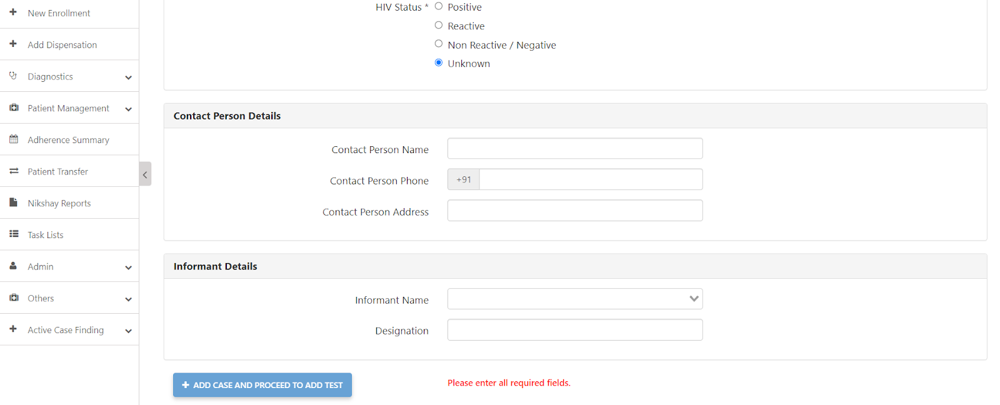 New Enrollment
Add Dispensation
Diagnostics
Patient Management
Adherence Summary
Patient Transfer
Nikshay Reports
Task Lists
Admin
Others
Active Case Finding
HIV Status * Positive
Reactive
Non Reactive / Negative
Unknown
Contact Person Details
Contact Person Name
Contact Person Phone +91
Contact Person Address
Informant Details
Informant Name
Designation
+ ADD CASE AND PROCEED TO ADD TEST
Please enter all required fields.